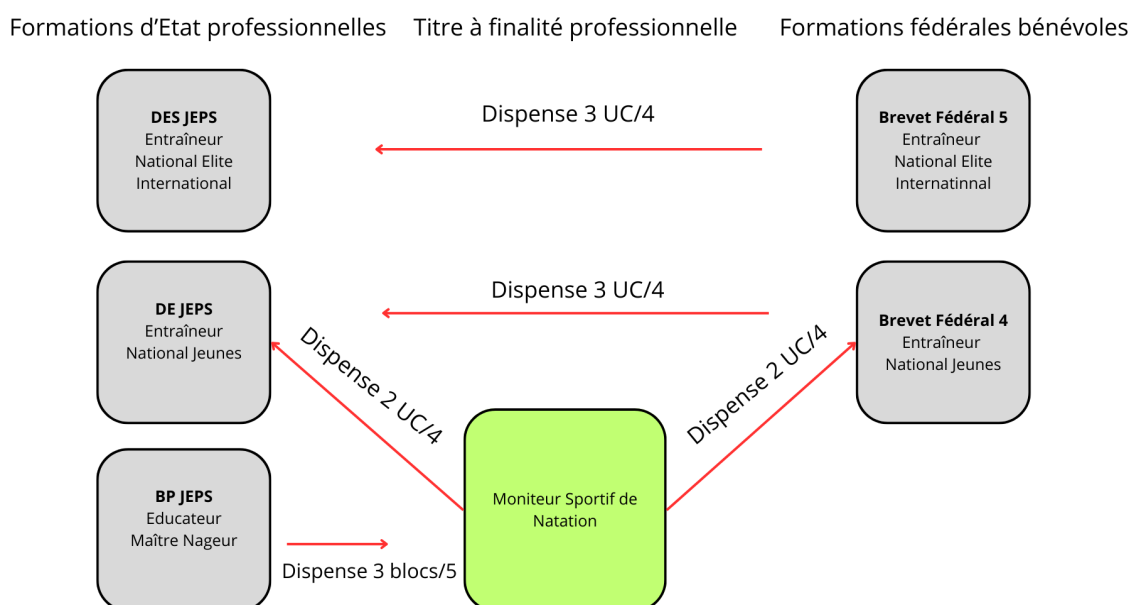 Formations d’Etat professionnelles
Titre à finalité professionnelle
Formations fédérales bénévoles
DES JEPS
Entraîneur
National Elite
International
Dispense 3 UC/4
Brevet Fédéral 5
Entraîneur
National Elite
Internatinnal
DE JEPS
Entraîneur
National Jeunes
Dispense 3 UC/4
Dispense 2 UC/4
Dispense 2 UC/4
Brevet Fédéral 4
Entraîneur
National Jeunes
BP JEPS
Educateur
Maître Nageur
Dispense 3 blocs/5
Moniteur Sportif de
Natation